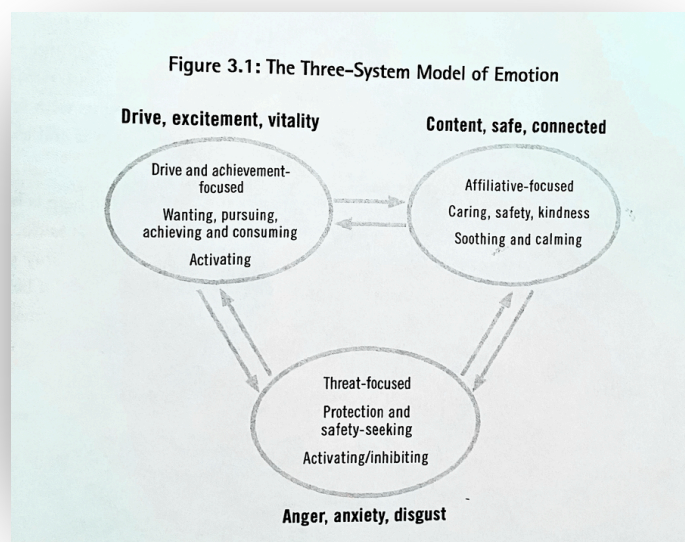 Figure 3.1: The Three-System Model of Emotion
Drive, excitement, vitality
Content, safe, connected
Drive and achievement-
focused
Wanting, pursuing,
achieving and consuming
Activating
Affiliative-focused
Caring, safety, kindness
Soothing and calming
Threat-focused
Protection and
safety-seeking
Activating/inhibiting
Anger, anxiety, disgust